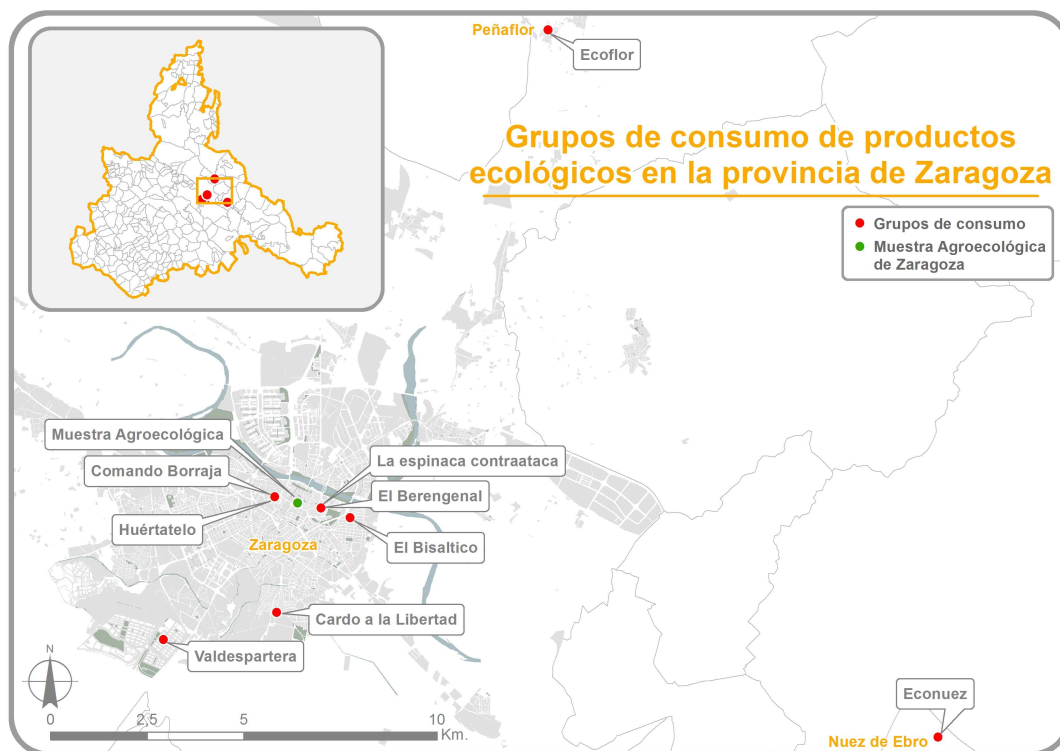 Peñaflor
Ecoflor
Grupos de consumo de productos
ecológicos en la provincia de Zaragoza
Grupos de consumo
Muestra Agroecológica
de Zaragoza
Muestra Agroecológica
Comando Borraja
Huértatelo
La espinaca contraataca
El Berengenal
El Bisaltico
Zaragoza
Cardo a la Libertad
Valdespartera
Econuez
Nuez de Ebro
N
0 2,5 5 10
Km.